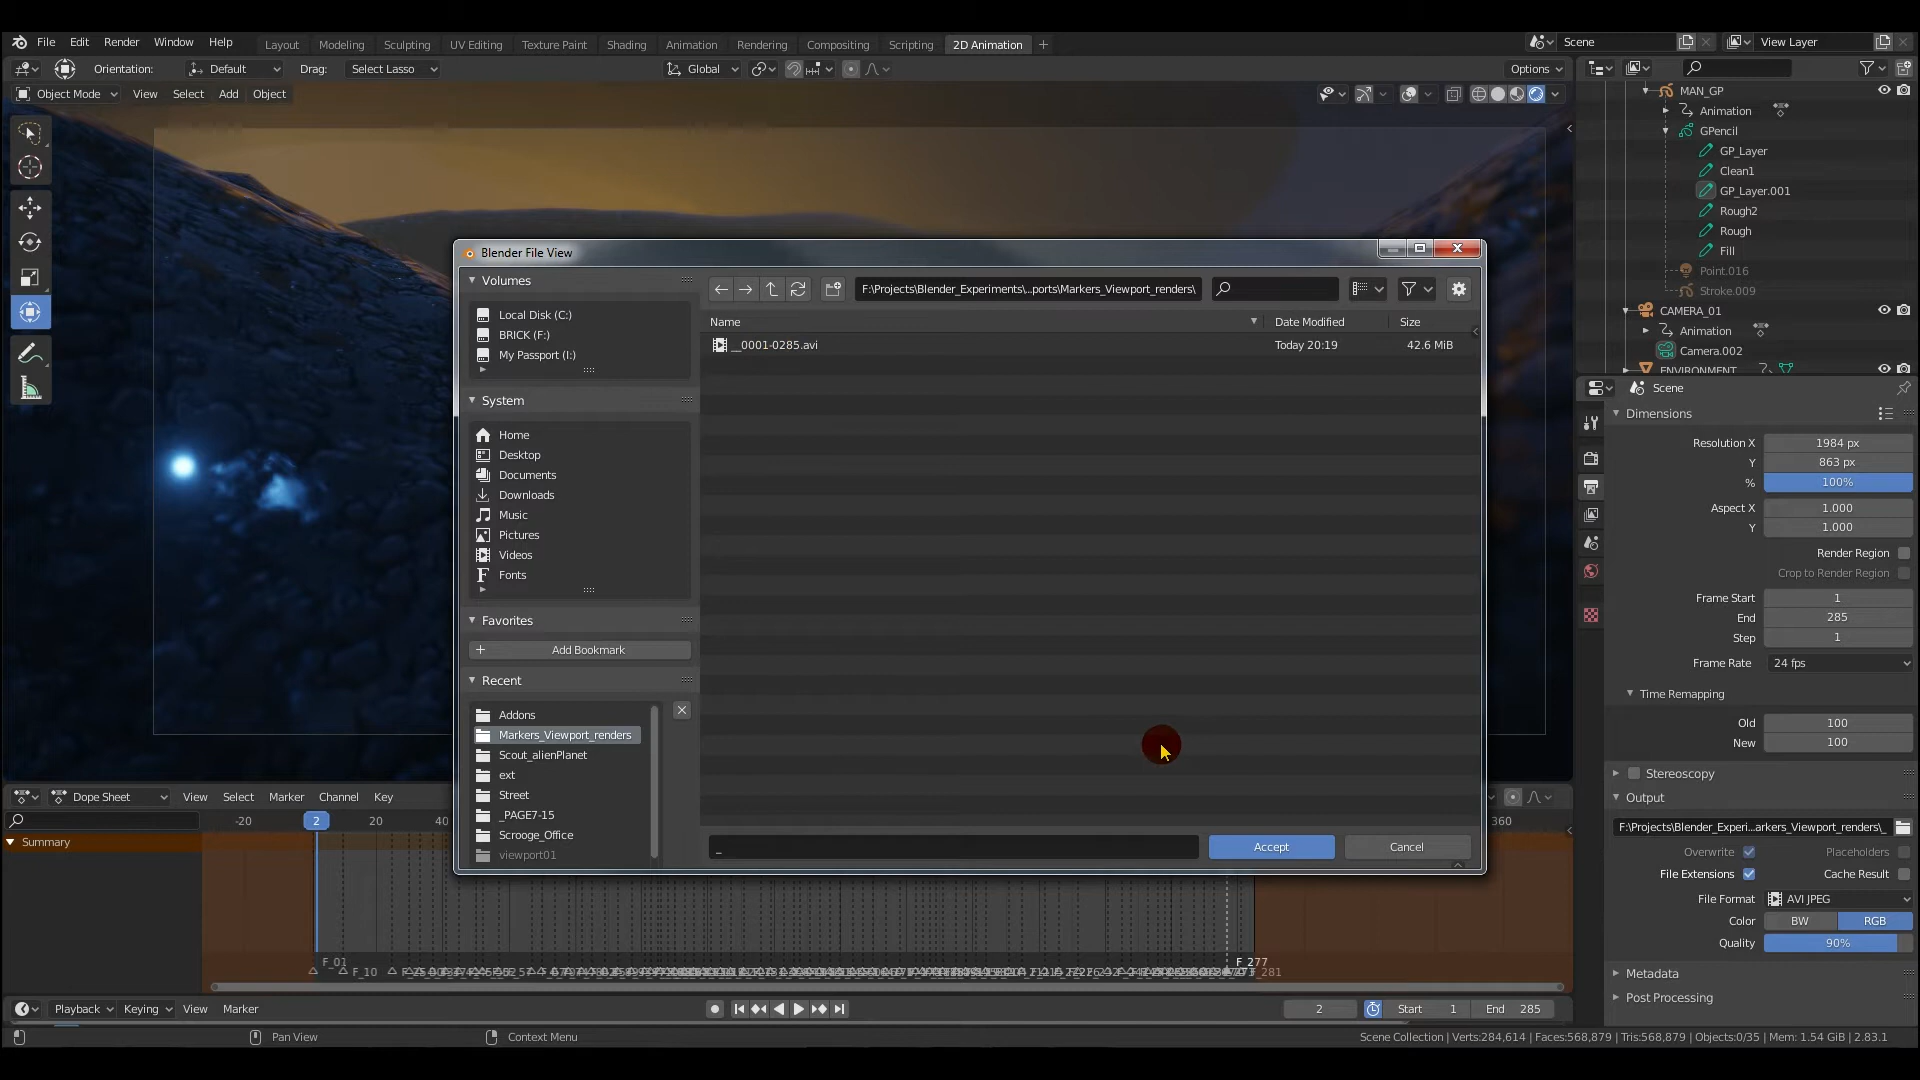 File Edit Render Window Help Layout Modeling Sculpting UV Editing Texture Paint Shading Animation Rendering Compositing Scripting 2D Animation + Scene View Layer
Orientation: Default Drag: Select Lasso Global Options
Object Mode View Select Add Object
MAN_GP
Animation
GPencil
GP_Layer
Clean1
GP_Layer.001
Rough2
Rough
Fill
Point.016
Stroke.009
CAMERA_01
Animation
Camera.002
ENVIRONMENT
Blender File View
Volumes
Local Disk (C:)
BRICK (F:)
My Passport (I:)
System
Home
Desktop
Documents
Downloads
Music
Pictures
Videos
Fonts
Favorites
Add Bookmark
Recent
Addons
Markers_Viewport_renders
Scout_alienPlanet
ext
Street
_PAGE7-15
Scrooge_Office
viewport01
F:\Projects\Blender_Experiments\...ports\Markers_Viewport_renders\
Name Date Modified Size
__0001-0285.avi Today 20:19 42.6 MiB
_ Accept Cancel
Scene
Dimensions
Resolution X 1984 px
Y 863 px
% 100%
Aspect X 1.000
Y 1.000
Render Region
Crop to Render Region
Frame Start 1
End 285
Step 1
Frame Rate 24 fps
Time Remapping
Old 100
New 100
Stereoscopy
Output
F:\Projects\Blender_Experi...arkers_Viewport_renders\_
Overwrite Placeholders
File Extensions Cache Result
File Format AVI JPEG
Color BW RGB
Quality 90%
Metadata
Post Processing
Dope Sheet View Select Marker Channel Key
-20 2 20 40 360
Summary
F_01 F_10 F_277 F_281
Playback Keying View Marker 2 Start 1 End 285
Pan View Context Menu Scene Collection | Verts:284,614 | Faces:568,879 | Tris:568,879 | Objects:0/35 | Mem: 1.54 GiB | 2.83.1